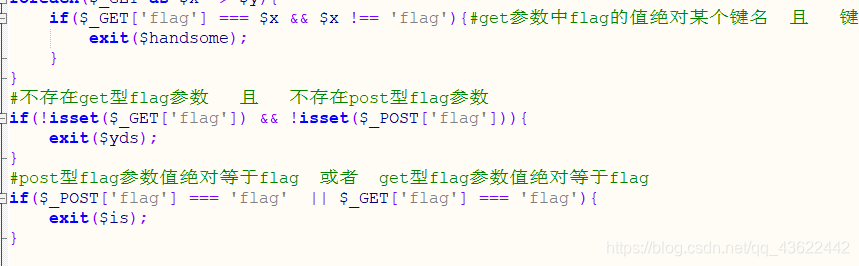 foreach($_GET as $x => $y){
if($_GET['flag'] === $x && $x !== 'flag'){#get参数中flag的值绝对某个键名 且 键
exit($handsome);
}
}
#不存在get型flag参数 且 不存在post型flag参数
if(!isset($_GET['flag']) && !isset($_POST['flag'])){
exit($yds);
}
#post型flag参数值绝对等于flag 或者 get型flag参数值绝对等于flag
if($_POST['flag'] === 'flag' || $_GET['flag'] === 'flag'){
exit($is);
}
https://blog.csdn.net/qq_43622442